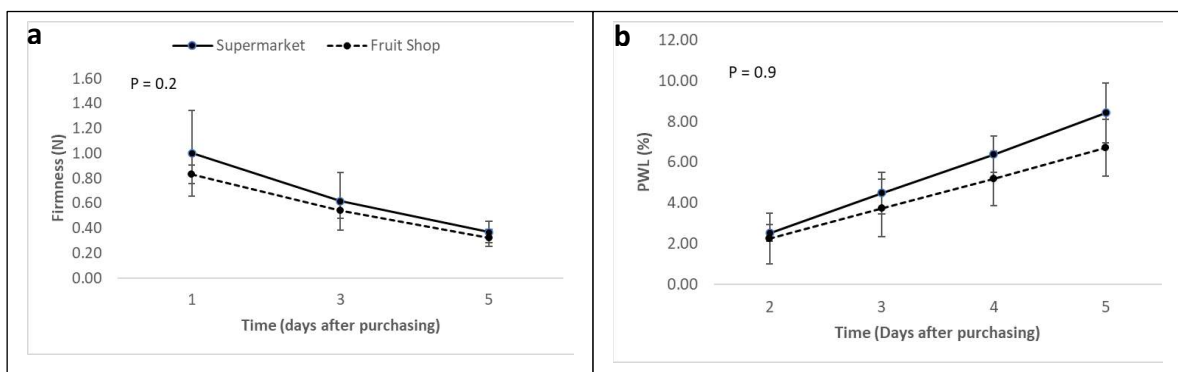 a
Supermarket Fruit Shop
P = 0.2
1.60
1.40
1.20
1.00
0.80
0.60
0.40
0.20
0.00
Firmness (N)
1 3 5
Time (days after purchasing)
b
P = 0.9
12.00
10.00
8.00
6.00
4.00
2.00
0.00
PWL (%)
2 3 4 5
Time (Days after purchasing)